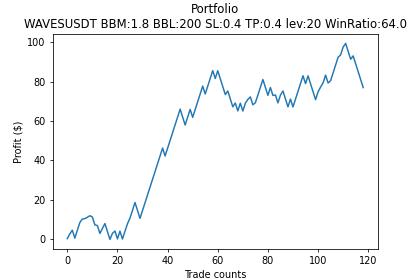 Portfolio
WAVESUSDT BBM:1.8 BBL:200 SL:0.4 TP:0.4 lev:20 WinRatio:64.0
100
80
60
40
20
0
Profit ($)
0 20 40 60 80 100 120
Trade counts